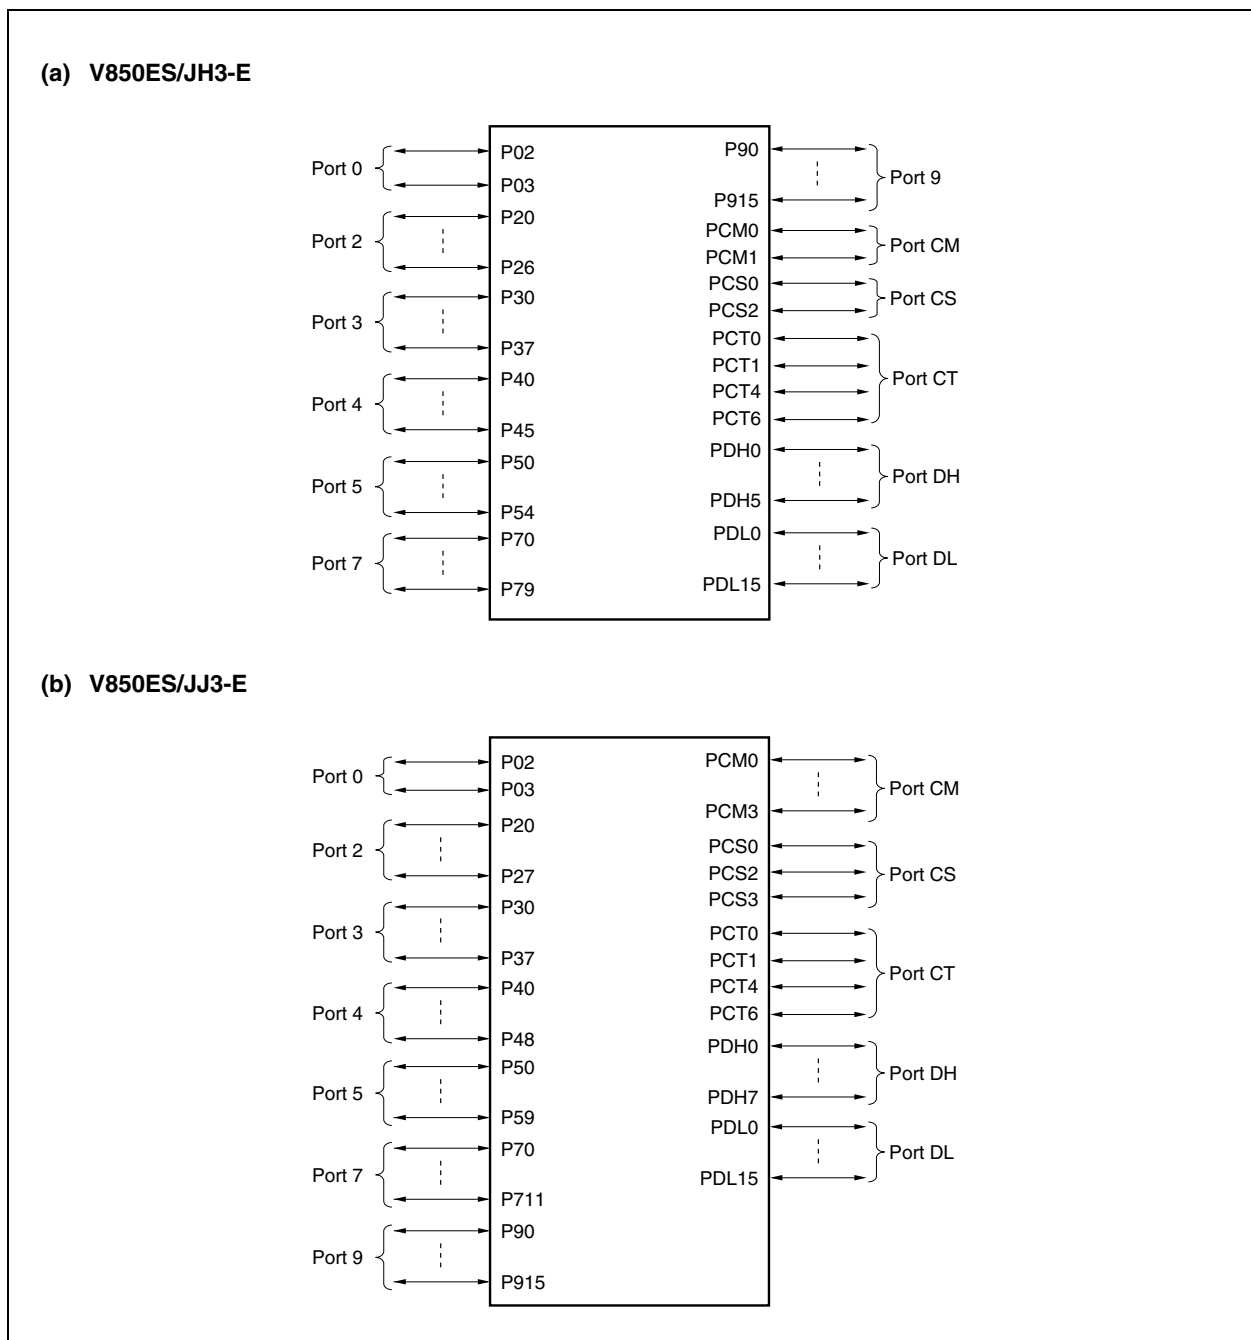 (a) V850ES/JH3-E
Port 0
P02
P03
Port 2
P20
P26
Port 3
P30
P37
Port 4
P40
P45
Port 5
P50
P54
Port 7
P70
P79
P90
P915
Port 9
PCM0
PCM1
Port CM
PCS0
PCS2
Port CS
PCT0
PCT1
PCT4
PCT6
Port CT
PDH0
PDH5
Port DH
PDL0
PDL15
Port DL
(b) V850ES/JJ3-E
Port 0
P02
P03
Port 2
P20
P27
Port 3
P30
P37
Port 4
P40
P48
Port 5
P50
P59
Port 7
P70
P711
Port 9
P90
P915
PCM0
PCM3
Port CM
PCS0
PCS2
PCS3
Port CS
PCT0
PCT1
PCT4
PCT6
Port CT
PDH0
PDH7
Port DH
PDL0
PDL15
Port DL